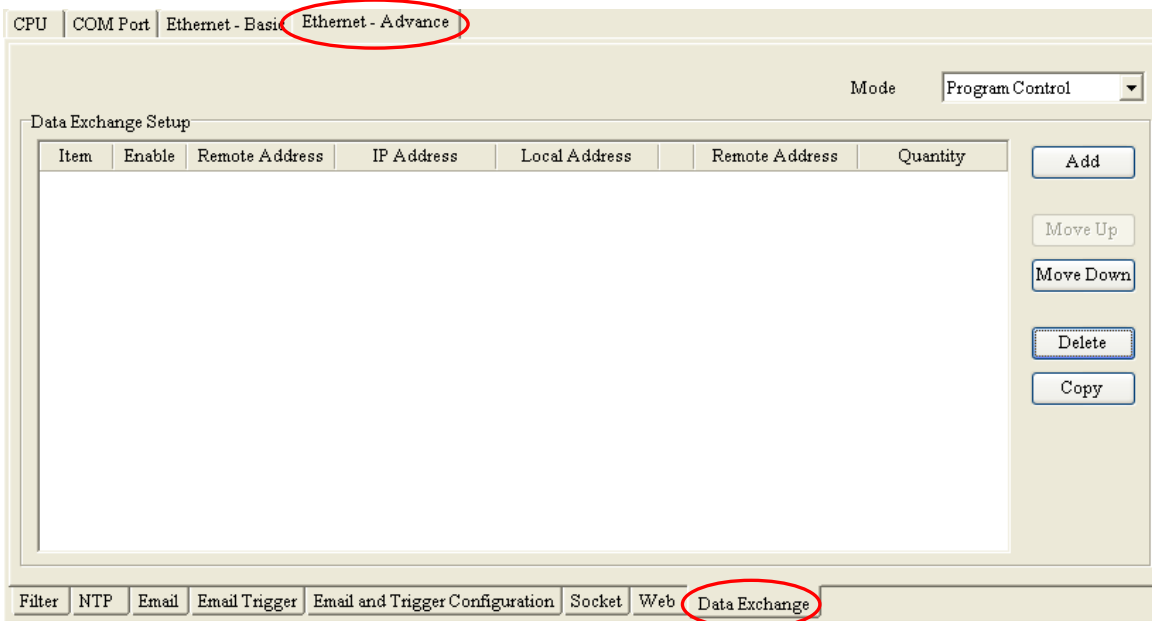 CPU COM Port Ethernet - Basic Ethernet - Advance
Mode Program Control
Data Exchange Setup
Item Enable Remote Address IP Address Local Address Remote Address Quantity
Add
Move Up
Move Down
Delete
Copy
Filter NTP Email Email Trigger Email and Trigger Configuration Socket Web Data Exchange